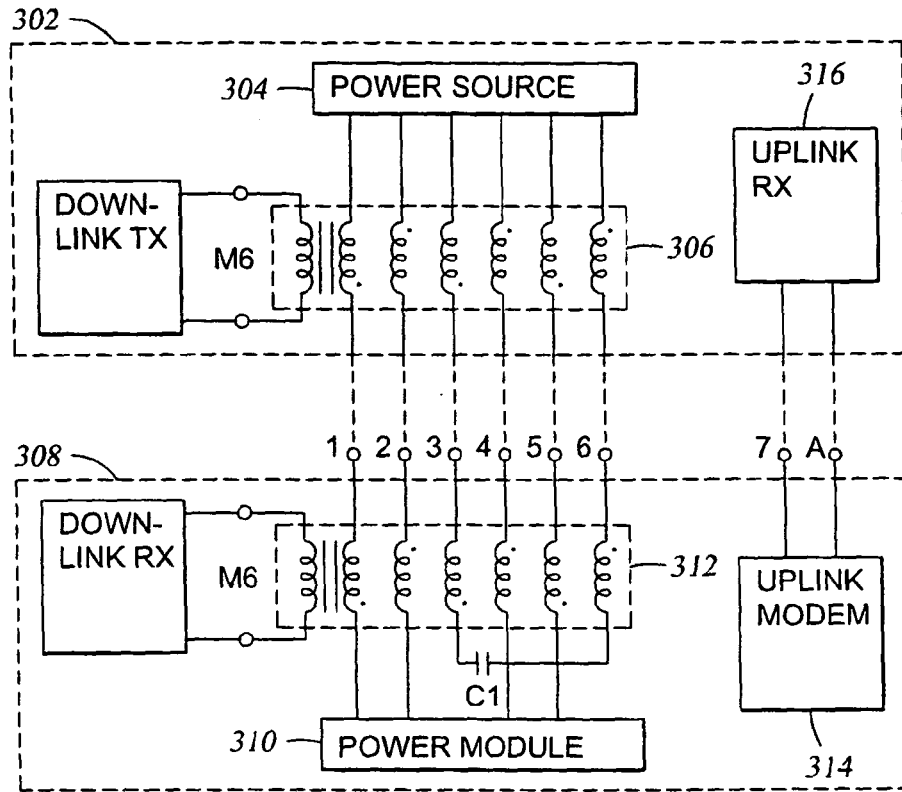 302
304
POWER SOURCE
316
UPLINK
RX
DOWN-
LINK TX
M6
306
1 2 3 4 5 6 7 A
308
DOWN-
LINK RX
M6
312
UPLINK
MODEM
C1
310
POWER MODULE
314